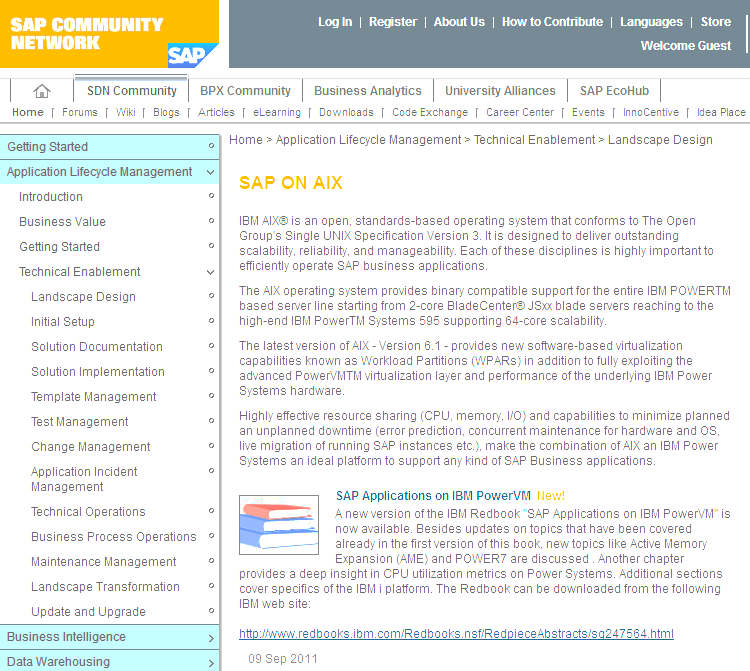 SAP COMMUNITY
NETWORK
SAP
Log In | Register | About Us | How to Contribute | Languages | Store
Welcome Guest
SDN Community
BPX Community
Business Analytics
University Alliances
SAP EcoHub
Home | Forums | Wiki | Blogs | Articles | eLearning | Downloads | Code Exchange | Career Center | Events | InnoCentive | Idea Place
Getting Started
Application Lifecycle Management
Introduction
Business Value
Getting Started
Technical Enablement
Landscape Design
Initial Setup
Solution Documentation
Solution Implementation
Template Management
Test Management
Change Management
Application Incident
Management
Technical Operations
Business Process Operations
Maintenance Management
Landscape Transformation
Update and Upgrade
Business Intelligence
Data Warehousing
Home > Application Lifecycle Management > Technical Enablement > Landscape Design
SAP ON AIX
IBM AIX® is an open, standards-based operating system that conforms to The Open
Group's Single UNIX Specification Version 3. It is designed to deliver outstanding
scalability, reliability, and manageability. Each of these disciplines is highly important to
efficiently operate SAP business applications.
The AIX operating system provides binary compatible support for the entire IBM POWERTM
based server line starting from 2-core BladeCenter® JSxx blade servers reaching to the
high-end IBM PowerTM Systems 595 supporting 64-core scalability.
The latest version of AIX - Version 6.1 - provides new software-based virtualization
capabilities known as Workload Partitions (WPARs) in addition to fully exploiting the
advanced PowerVMTM virtualization layer and performance of the underlying IBM Power
Systems hardware.
Highly effective resource sharing (CPU, memory, I/O) and capabilities to minimize planned
an unplanned downtime (error prediction, concurrent maintenance for hardware and OS,
live migration of running SAP instances etc.), make the combination of AIX an IBM Power
Systems an ideal platform to support any kind of SAP Business applications.
SAP Applications on IBM PowerVM New!
A new version of the IBM Redbook "SAP Applications on IBM PowerVM" is
now available. Besides updates on topics that have been covered
already in the first version of this book, new topics like Active Memory
Expansion (AME) and POWER7 are discussed . Another chapter
provides a deep insight in CPU utilization metrics on Power Systems. Additional sections
cover specifics of the IBM i platform. The Redbook can be downloaded from the following
IBM web site:
http://www.redbooks.ibm.com/Redbooks.nsf/RedpieceAbstracts/sg247564.html
09 Sep 2011